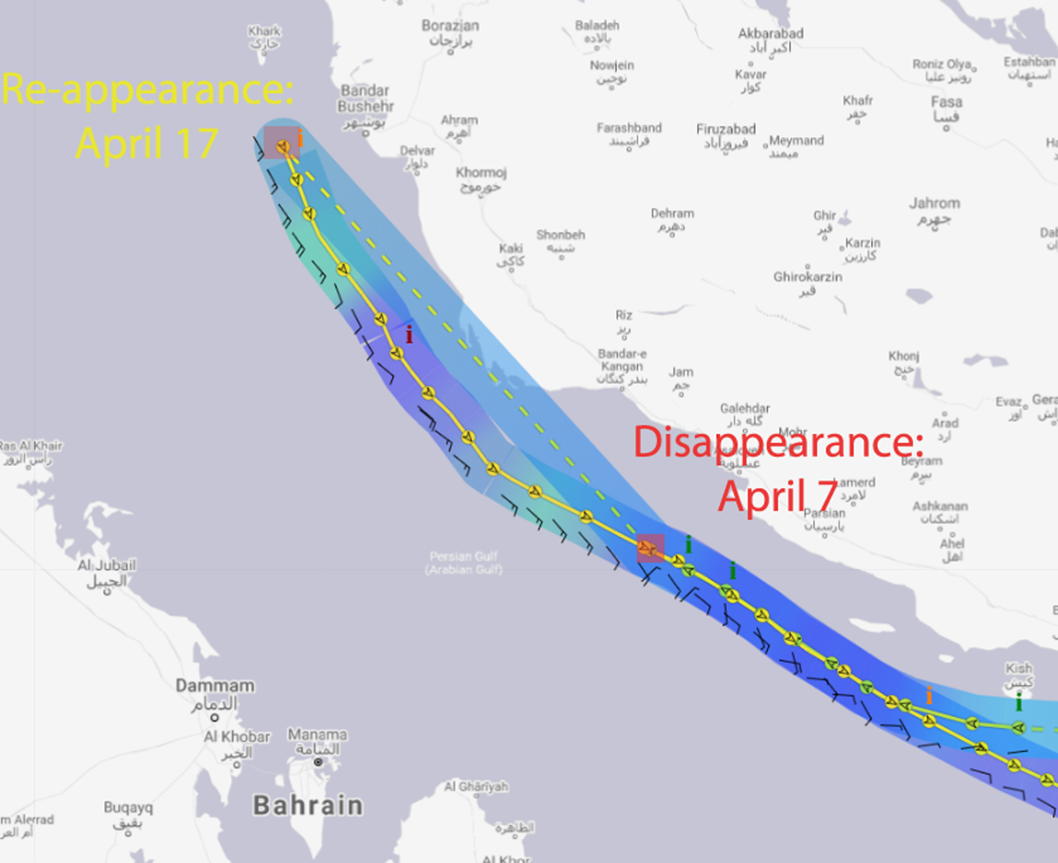 Khark
خارک
Borazjan
برازجان
Baladeh
بالاده
Akbarabad
اکبر آباد
Nowjein
نوجین
Kavar
کوار
Roniz Olya
رونیز علیا
Estahban
استهبان
Re-appearance:
April 17
Bandar
Bushehr
بوشهر
Khafr
خفر
Fasa
فسا
Ahram
اهرم
Farashband
فراشبند
Firuzabad
فیروزآباد
Meymand
میمند
Delvar
دلوار
Khormoj
خورموج
Dehram
دهرم
Ghir
قیر
Jahrom
جهرم
Shonbeh
شنبه
Kaki
کاکی
Karzin
کارزین
Ghirokarzin
قیر
Riz
ریز
Bandar-e
Kangan
بندر کنگان
Jam
جم
Khonj
خنج
Evaz
اوز
Galehdar
گله دار
Arad
ارد
Mohr
Disappearance:
April 7
عسلویه
Beyram
بیرم
Lamerd
لامرد
Parsian
پارسیان
Ashkanan
اشکنان
Ahel
اهل
Ras Al Khair
رأس الزور
Persian Gulf
(Arabian Gulf)
Al Jubail
الجبيل
Kish
کیش
Dammam
الدمام
Al Khobar
الخبر
Manama
المنامة
Bahrain
Al Ghāriyah
الظاهرة
Buqayq
بقيق
Al Khor